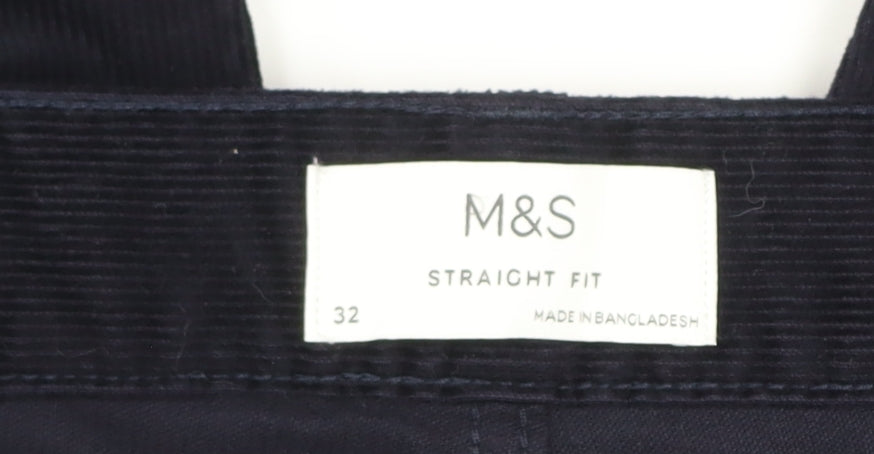 M&S
STRAIGHT FIT
32 MADE IN BANGLADESH